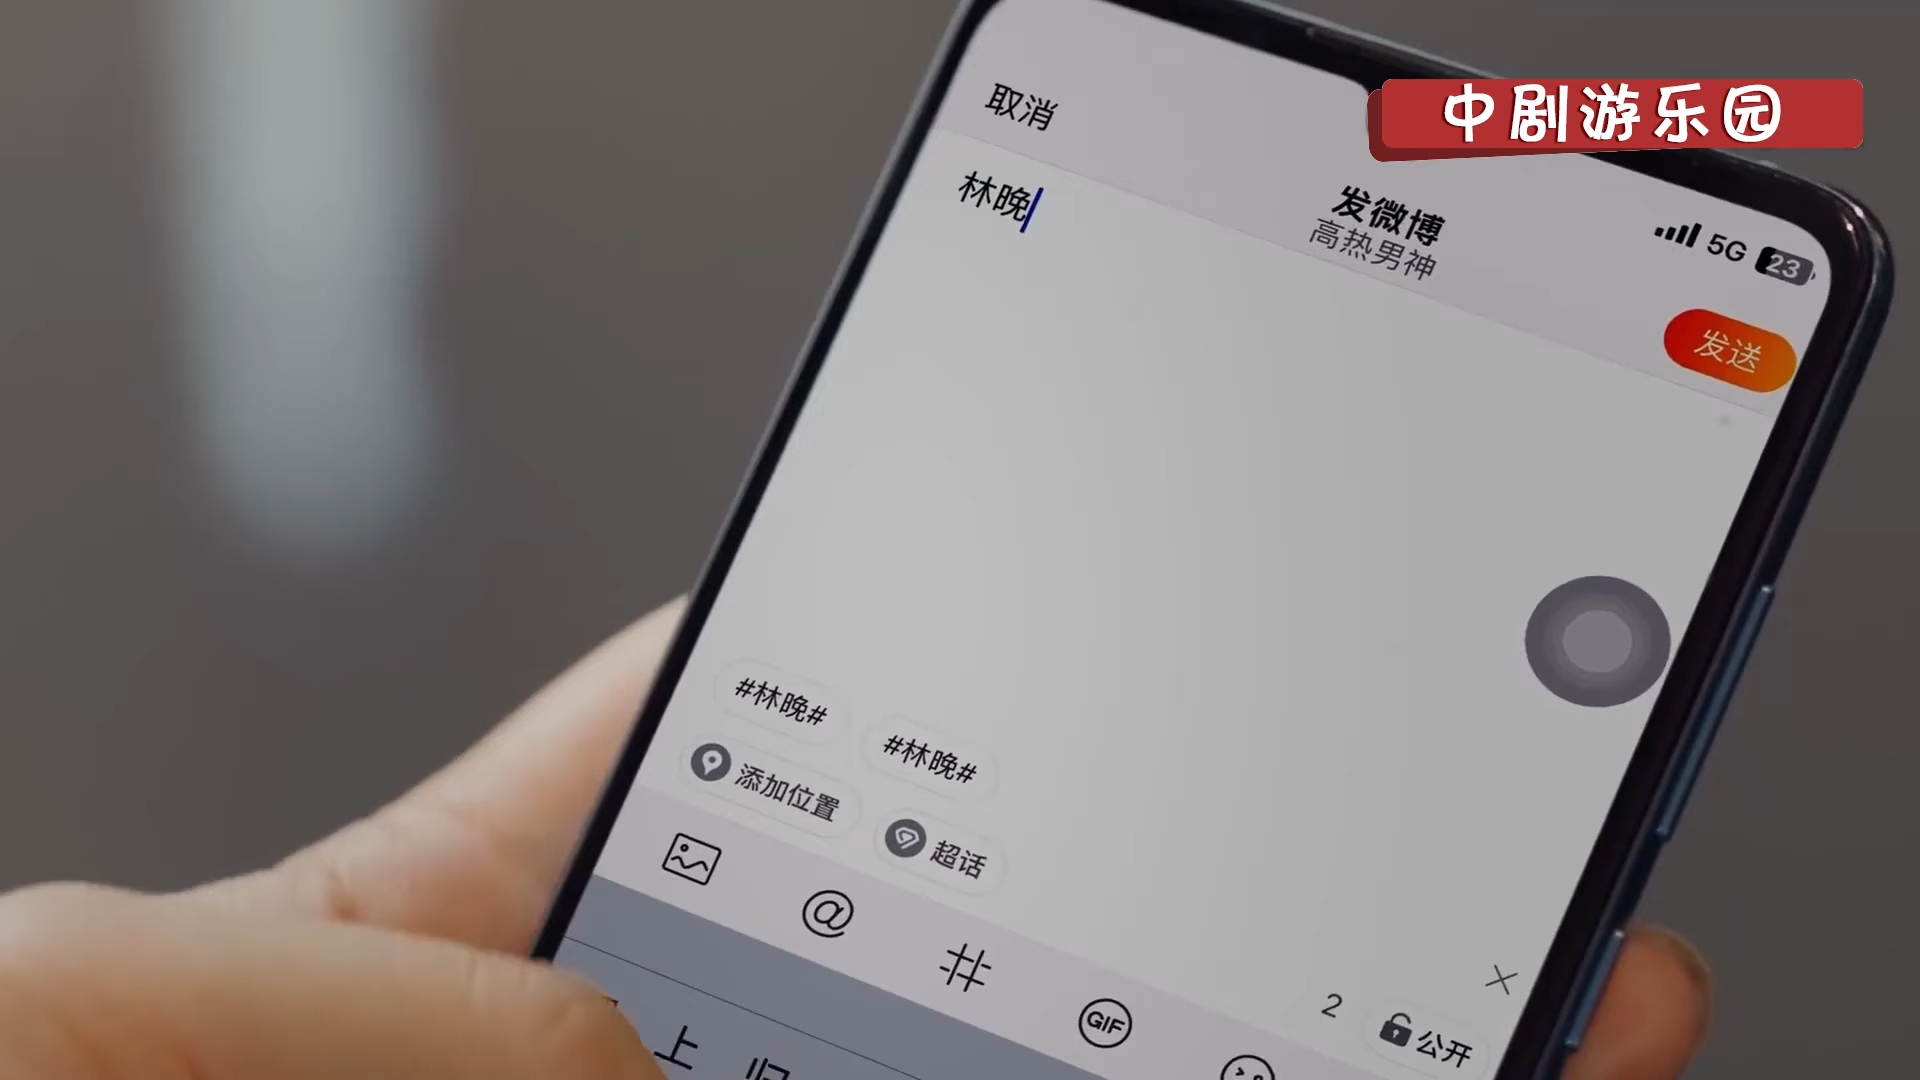 中剧游乐园
取消
林晚
发微博
高热男神
5G 23
发送
#林晚#
#林晚#
添加位置
超话
@
GIF
2
公开
上